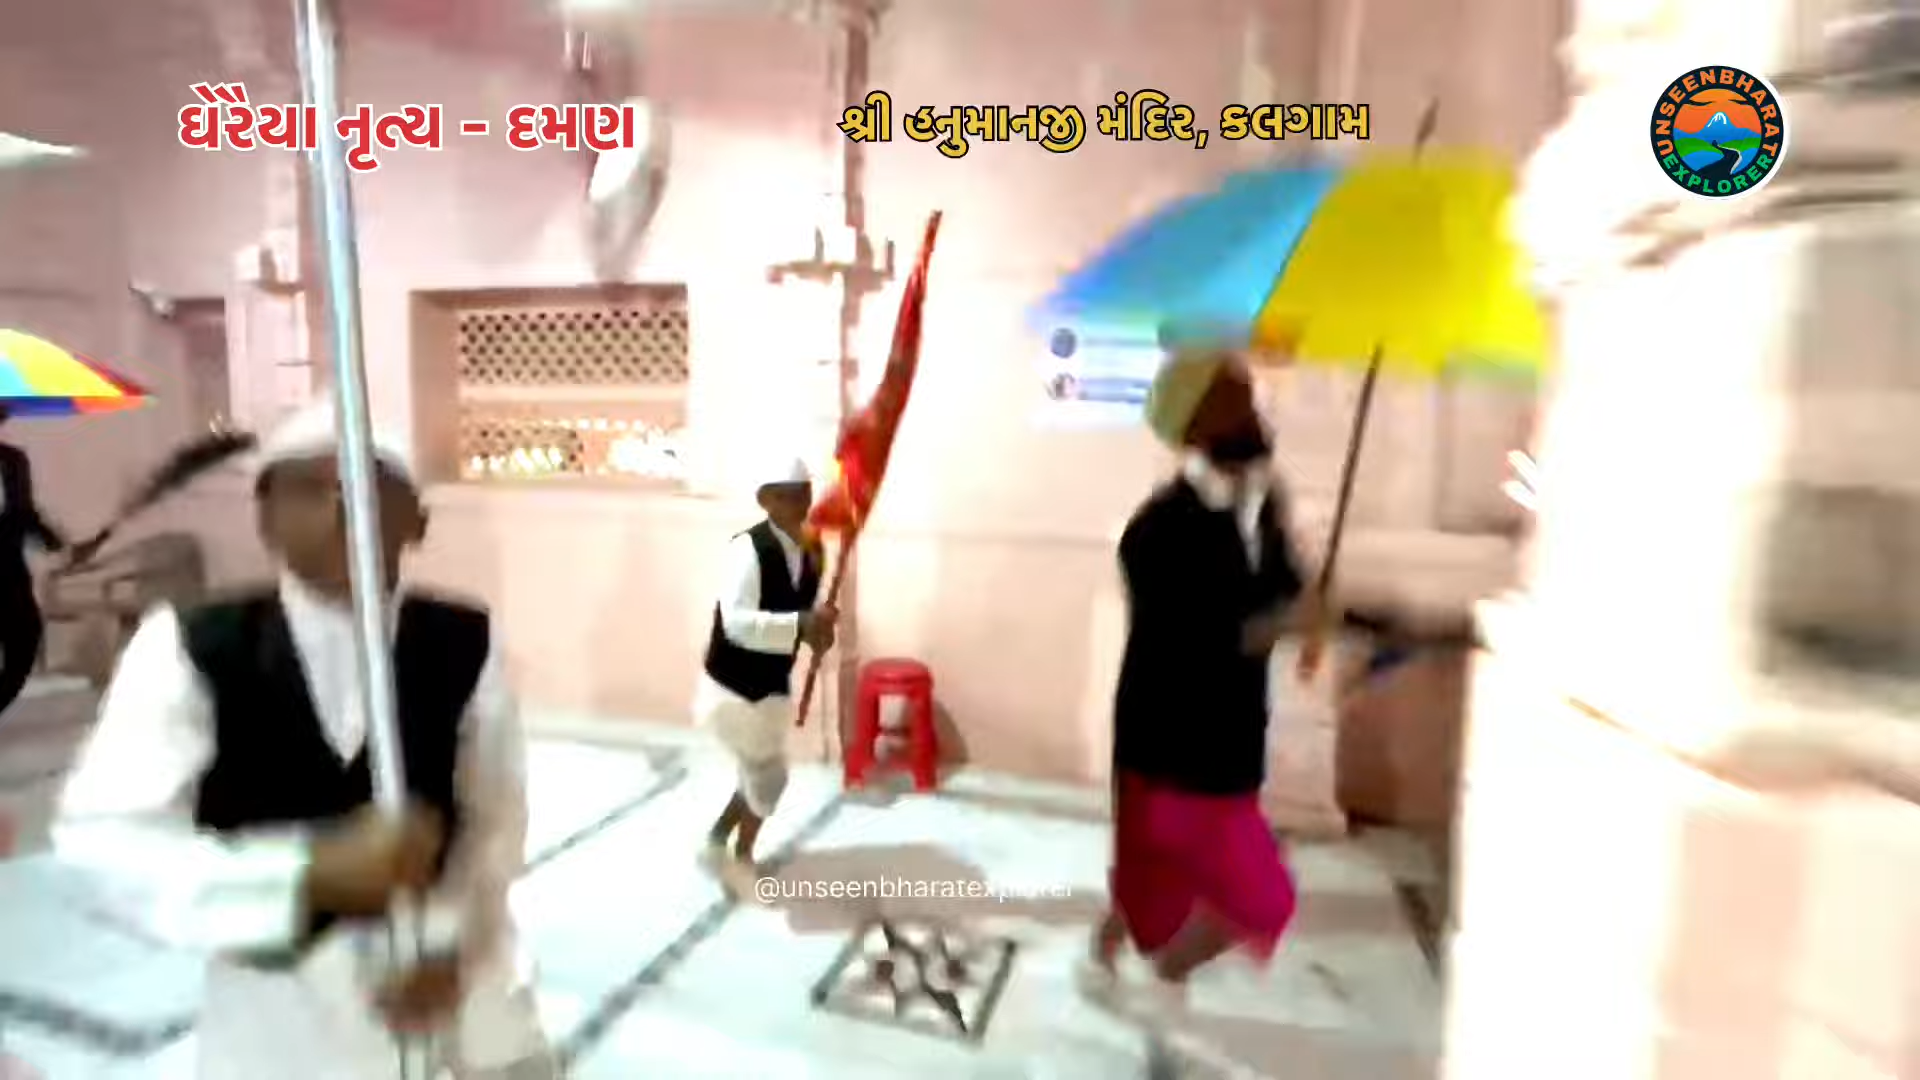 ઘેરૈયા નૃત્ય - દમણ
શ્રી હનુમાનજી મંદિર, કલગામ
UNSEENBHARAT
EXPLORER
@unseenbharatexplorer